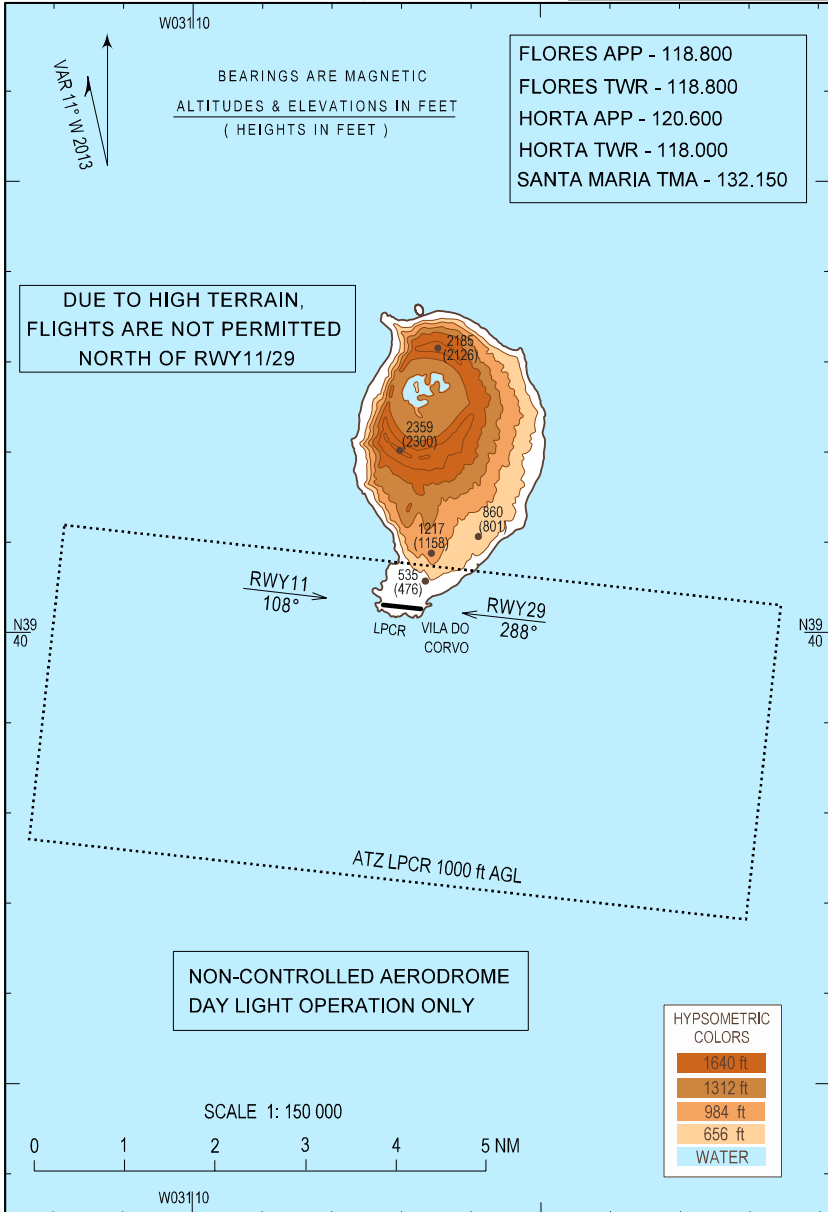 W031 10
VAR 11° W 2013
BEARINGS ARE MAGNETIC
ALTITUDES & ELEVATIONS IN FEET
( HEIGHTS IN FEET )
FLORES APP - 118.800
FLORES TWR - 118.800
HORTA APP - 120.600
HORTA TWR - 118.000
SANTA MARIA TMA - 132.150
DUE TO HIGH TERRAIN,
FLIGHTS ARE NOT PERMITTED
NORTH OF RWY11/29
2185
(2126)
2359
(2300)
860
(801)
1217
(1158)
535
(476)
RWY11
108°
RWY29
288°
LPCR
VILA DO
CORVO
N39
40
N39
40
ATZ LPCR 1000 ft AGL
NON-CONTROLLED AERODROME
DAY LIGHT OPERATION ONLY
HYPSOMETRIC
COLORS
1640 ft
1312 ft
984 ft
656 ft
WATER
SCALE 1: 150 000
0 1 2 3 4 5 NM
W031 10